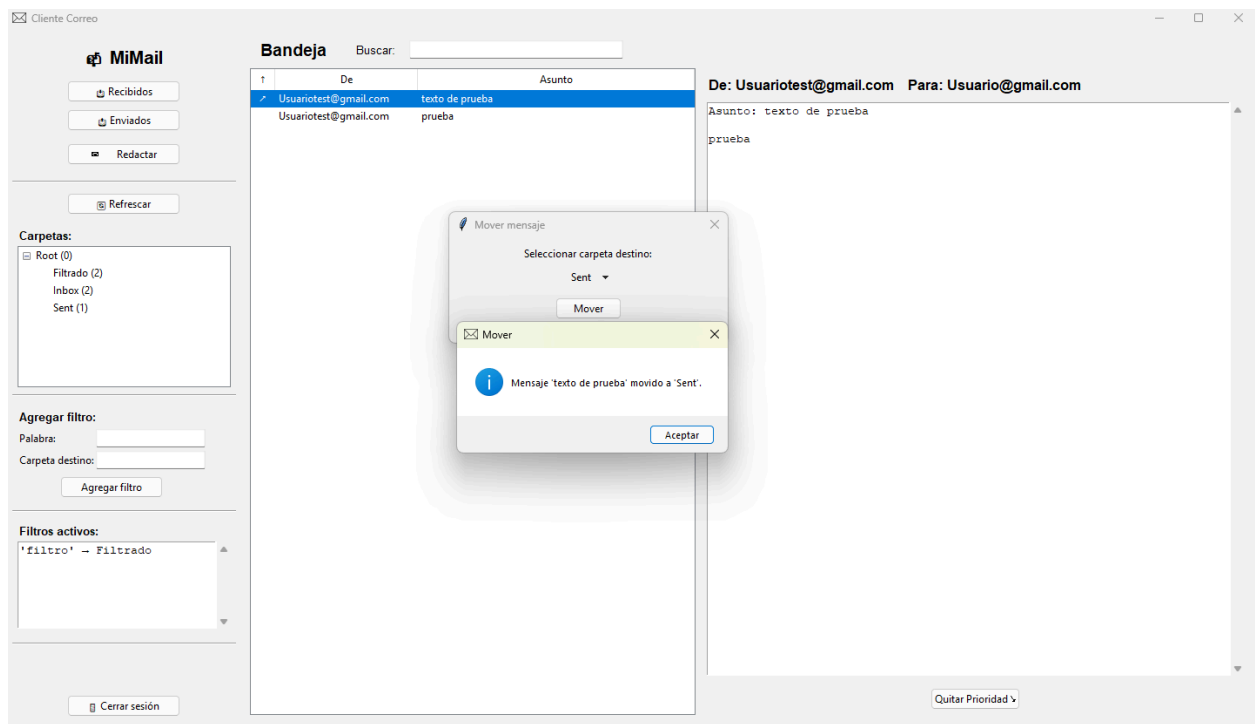 Cliente Correo
MiMail
Recibidos
Enviados
Redactar
Refrescar
Carpetas:
Root (0)
Filtrado (2)
Inbox (2)
Sent (1)
Agregar filtro:
Palabra:
Carpeta destino:
Agregar filtro
Filtros activos:
'filtro' → Filtrado
Cerrar sesión
Bandeja Buscar:
↑ De Asunto
↗ Usuariotest@gmail.com texto de prueba
Usuariotest@gmail.com prueba
De: Usuariotest@gmail.com Para: Usuario@gmail.com
Asunto: texto de prueba
prueba
Quitar Prioridad ↘
Mover mensaje
Seleccionar carpeta destino:
Sent
Mover
Mover
Mensaje 'texto de prueba' movido a 'Sent'.
Aceptar